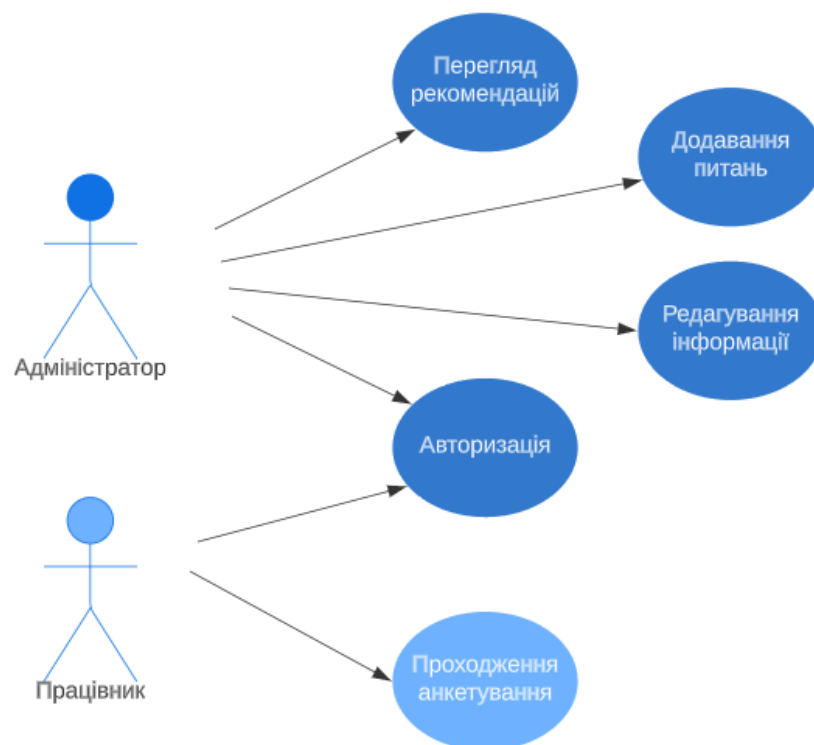 Перегляд
рекомендацій
Додавання
питань
Редагування
інформації
Адміністратор
Авторизація
Проходження
анкетування
Працівник